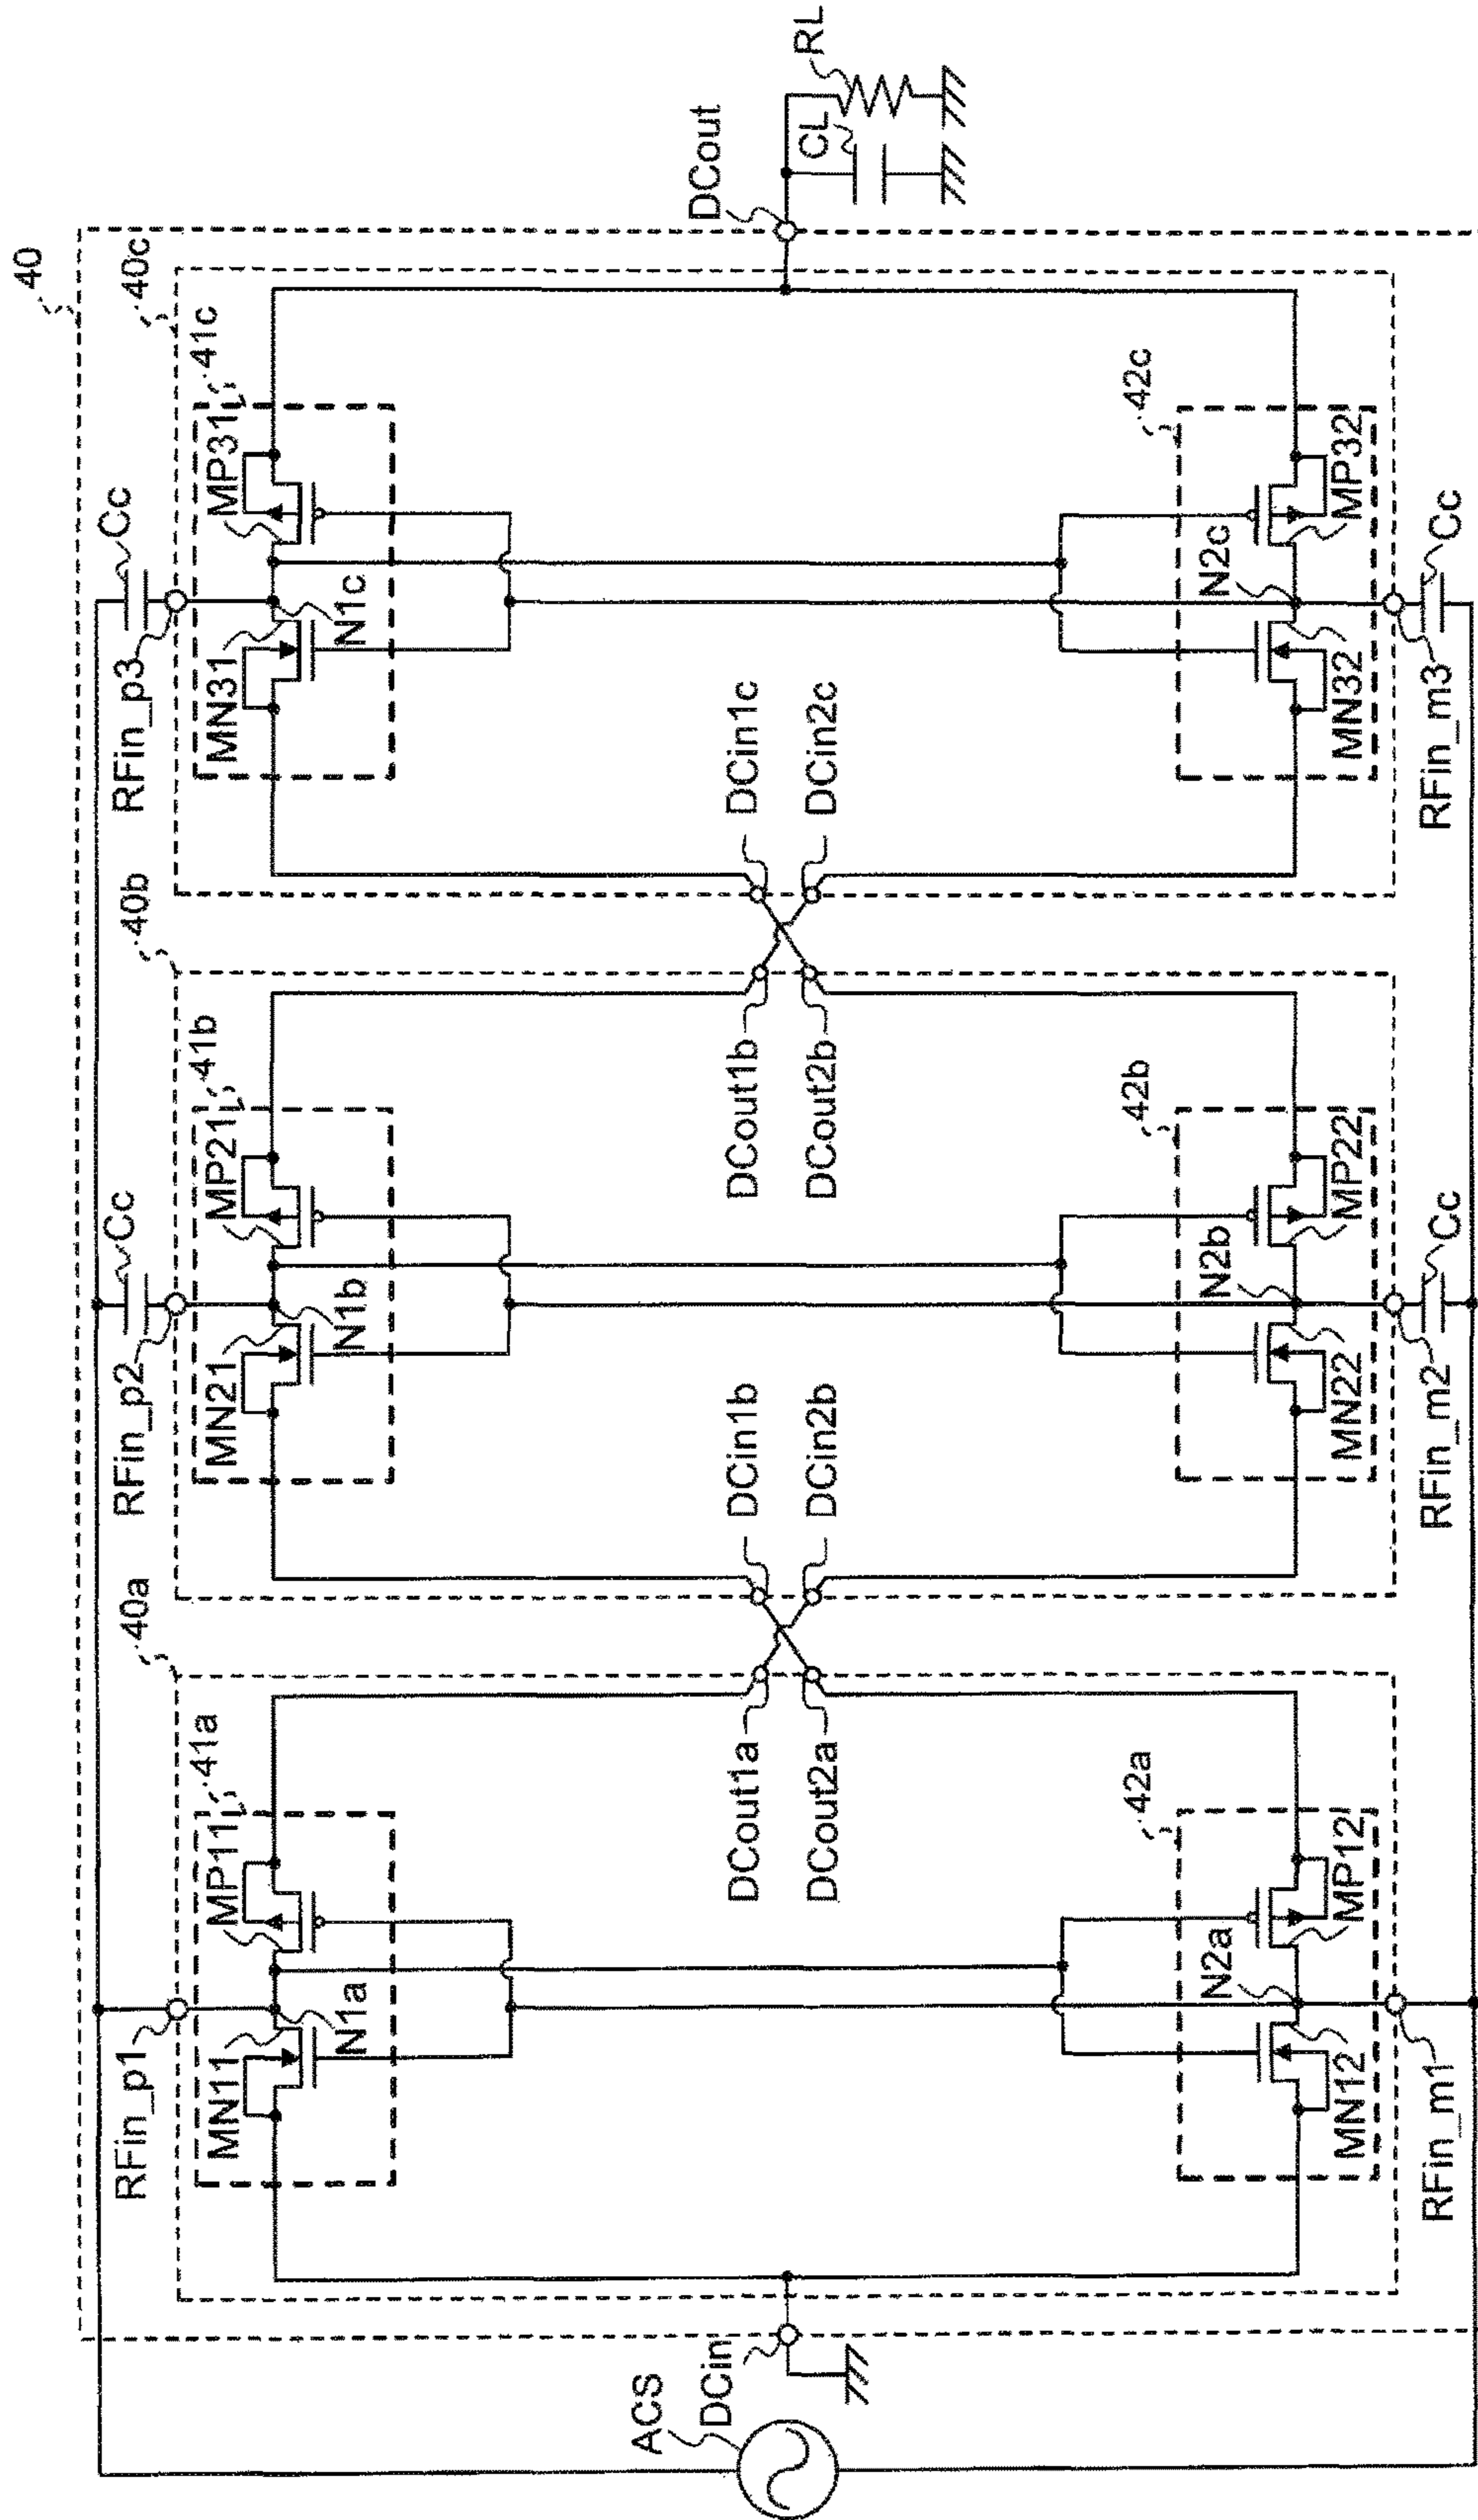 40
40a
40b
40c
RFin_p1
RFin_p2
Cc
RFin_p3
Cc
41a
41b
41c
MN11
MP11
MN21
MP21
MN31
MP31
N1a
N1b
N1c
ACS
DCin
DCout1a
DCout2a
DCin1b
DCin2b
DCout1b
DCout2b
DCin1c
DCin2c
DCout
CL
RL
42a
42b
42c
N2a
N2b
N2c
MN12
MP12
MN22
MP22
MN32
MP32
RFin_m1
RFin_m2
Cc
RFin_m3
Cc